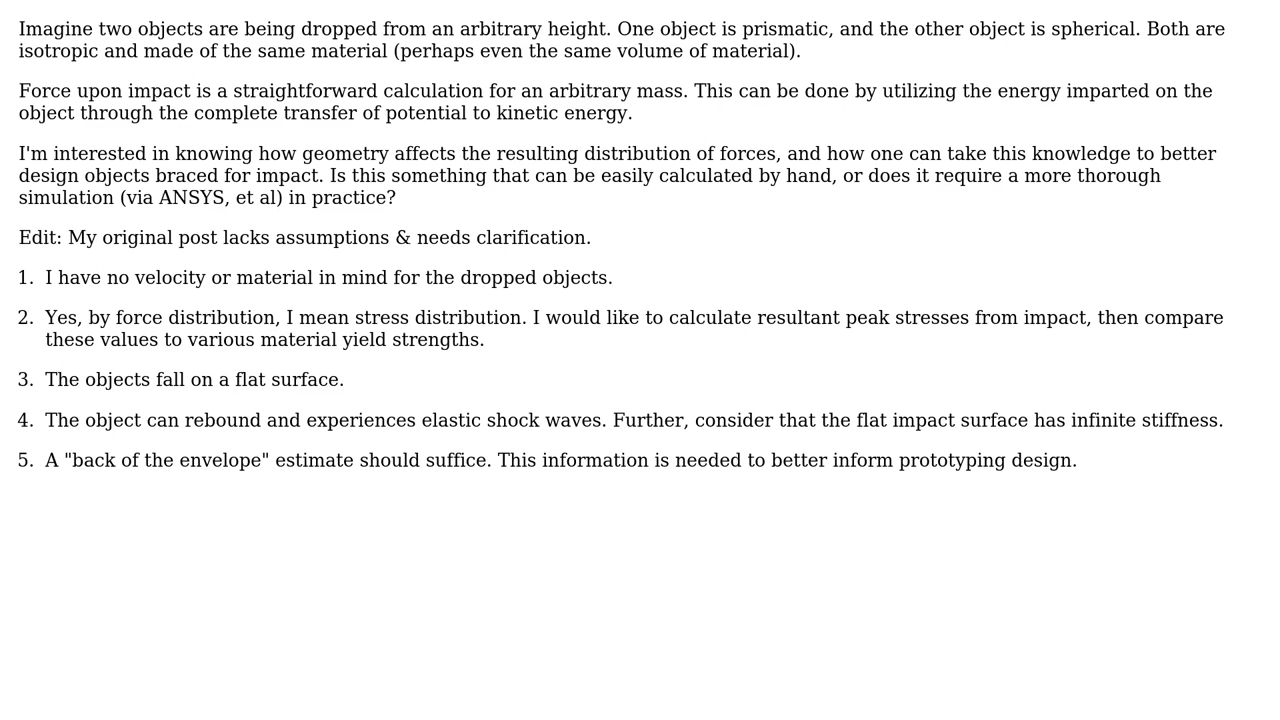 Imagine two objects are being dropped from an arbitrary height. One object is prismatic, and the other object is spherical. Both are
isotropic and made of the same material (perhaps even the same volume of material).
Force upon impact is a straightforward calculation for an arbitrary mass. This can be done by utilizing the energy imparted on the
object through the complete transfer of potential to kinetic energy.
I'm interested in knowing how geometry affects the resulting distribution of forces, and how one can take this knowledge to better
design objects braced for impact. Is this something that can be easily calculated by hand, or does it require a more thorough
simulation (via ANSYS, et al) in practice?
Edit: My original post lacks assumptions & needs clarification.
1. I have no velocity or material in mind for the dropped objects.
2. Yes, by force distribution, I mean stress distribution. I would like to calculate resultant peak stresses from impact, then compare
these values to various material yield strengths.
3. The objects fall on a flat surface.
4. The object can rebound and experiences elastic shock waves. Further, consider that the flat impact surface has infinite stiffness.
5. A "back of the envelope" estimate should suffice. This information is needed to better inform prototyping design.